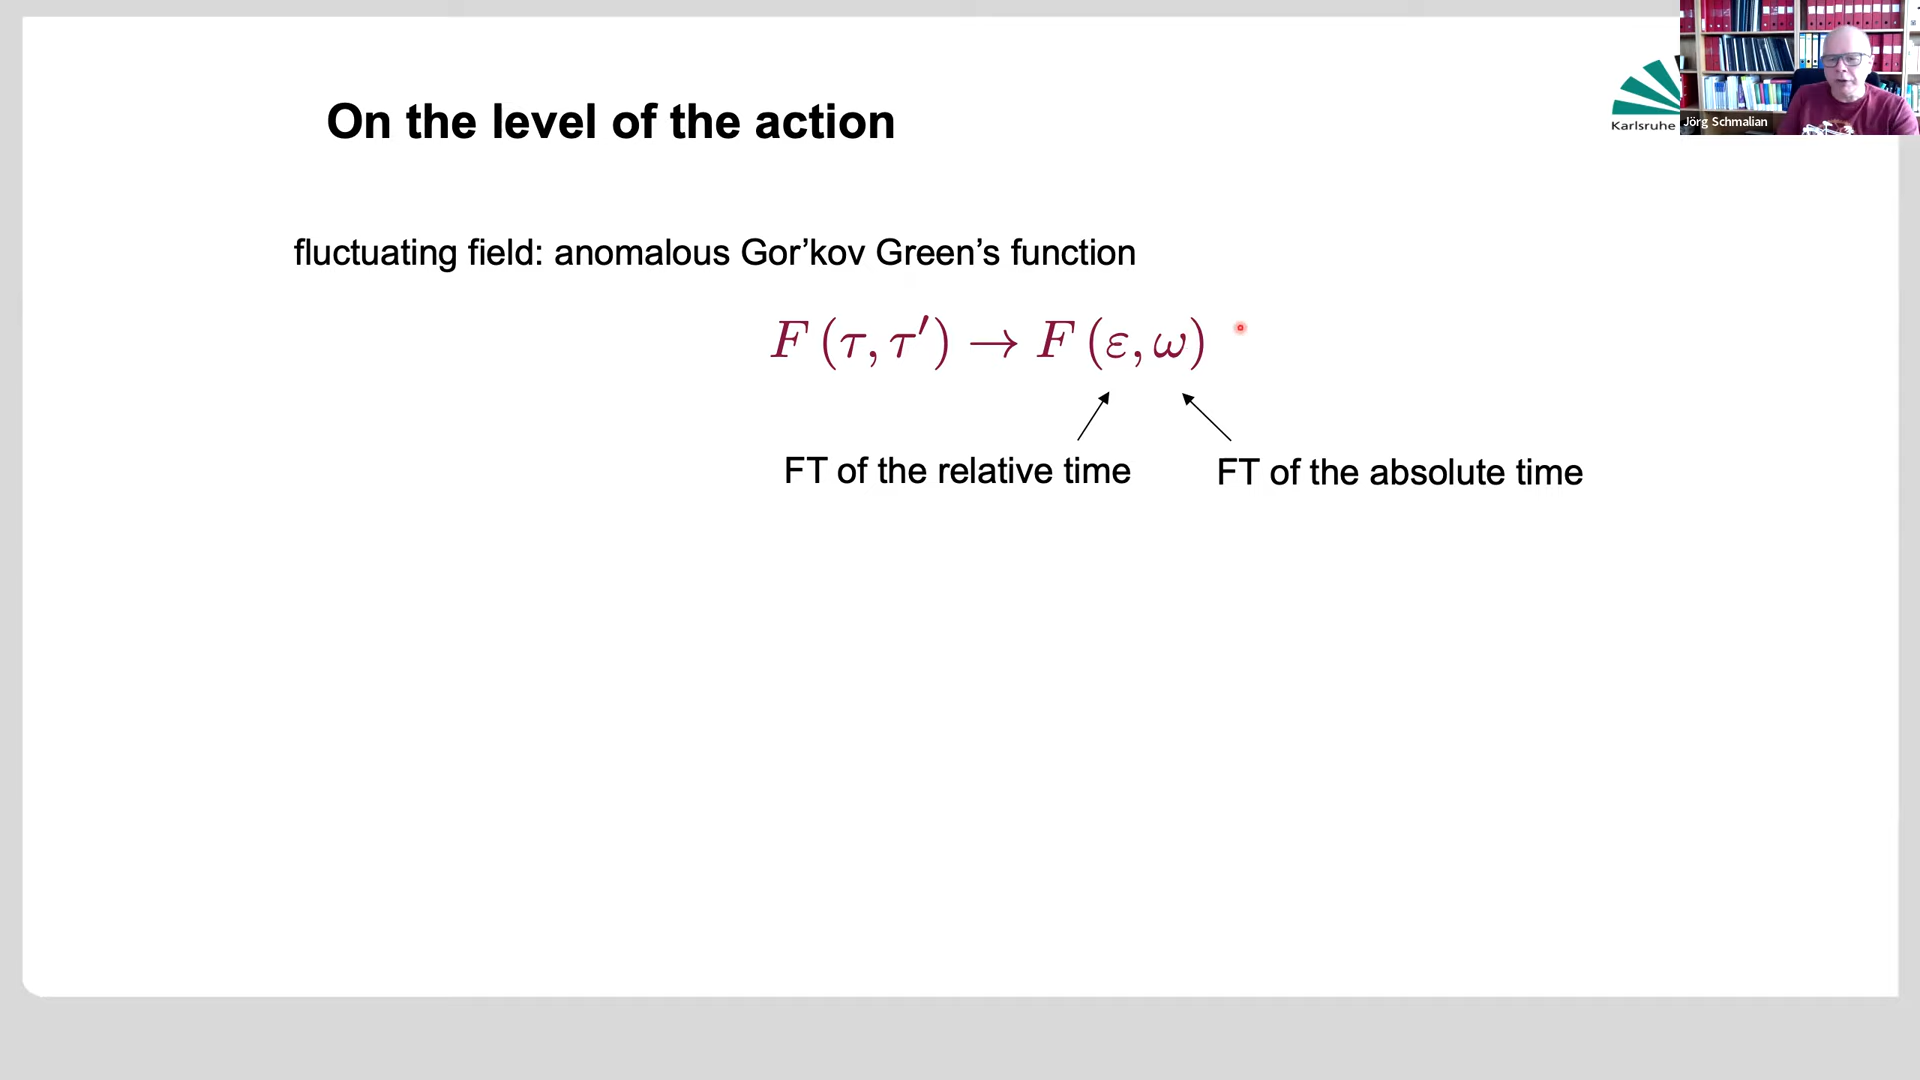 On the level of the action
Karlsruhe
Jörg Schmalian
fluctuating field: anomalous Gor’kov Green’s function
F (τ, τ′) → F (ε, ω)
FT of the relative time
FT of the absolute time